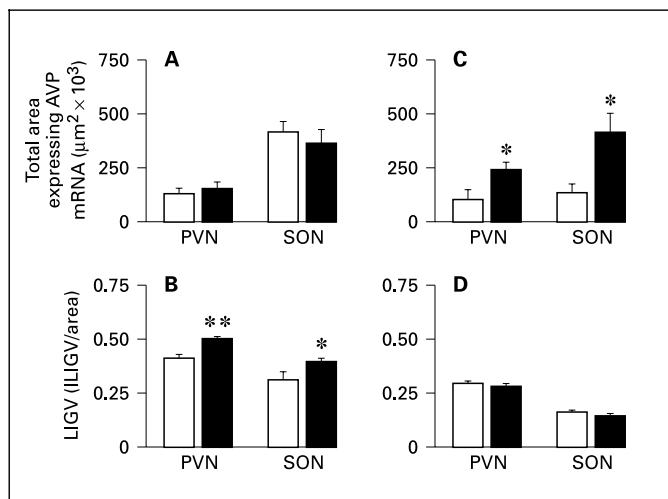 A
C
Total area
expressing AVP
mRNA (μm² × 10³)
750
500
250
0
750
500
250
0
*
*
PVN
SON
PVN
SON
B
D
LIGV (ILIGV/area)
0.75
0.50
0.25
0
0.75
0.50
0.25
0
**
*
PVN
SON
PVN
SON